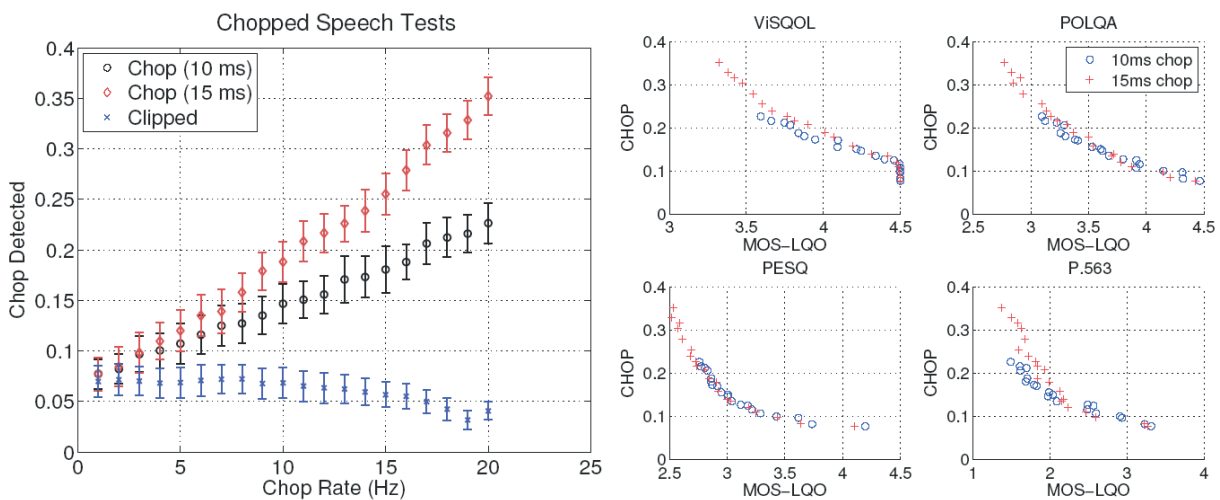 Chopped Speech Tests
0.4
0.35
0.3
0.25
0.2
0.15
0.1
0.05
0
Chop (10 ms)
Chop (15 ms)
Clipped
Chop Detected
0 5 10 15 20 25
Chop Rate (Hz)
ViSQOL
0.4
0.3
0.2
0.1
0
CHOP
3 3.5 4 4.5
MOS-LQO
POLQA
0.4
0.3
0.2
0.1
0
CHOP
10ms chop
15ms chop
2.5 3 3.5 4 4.5
MOS-LQO
PESQ
0.4
0.3
0.2
0.1
0
CHOP
2.5 3 3.5 4 4.5
MOS-LQO
P.563
0.4
0.3
0.2
0.1
0
CHOP
1 2 3 4
MOS-LQO